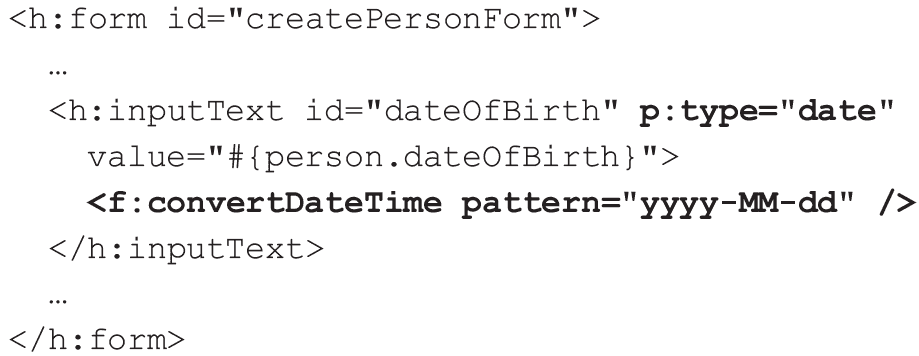 <h:form id="createPersonForm">
…
<h:inputText id="dateOfBirth" p:type="date"
value="#{person.dateOfBirth}">
<f:convertDateTime pattern="yyyy-MM-dd" />
</h:inputText>
…
</h:form>